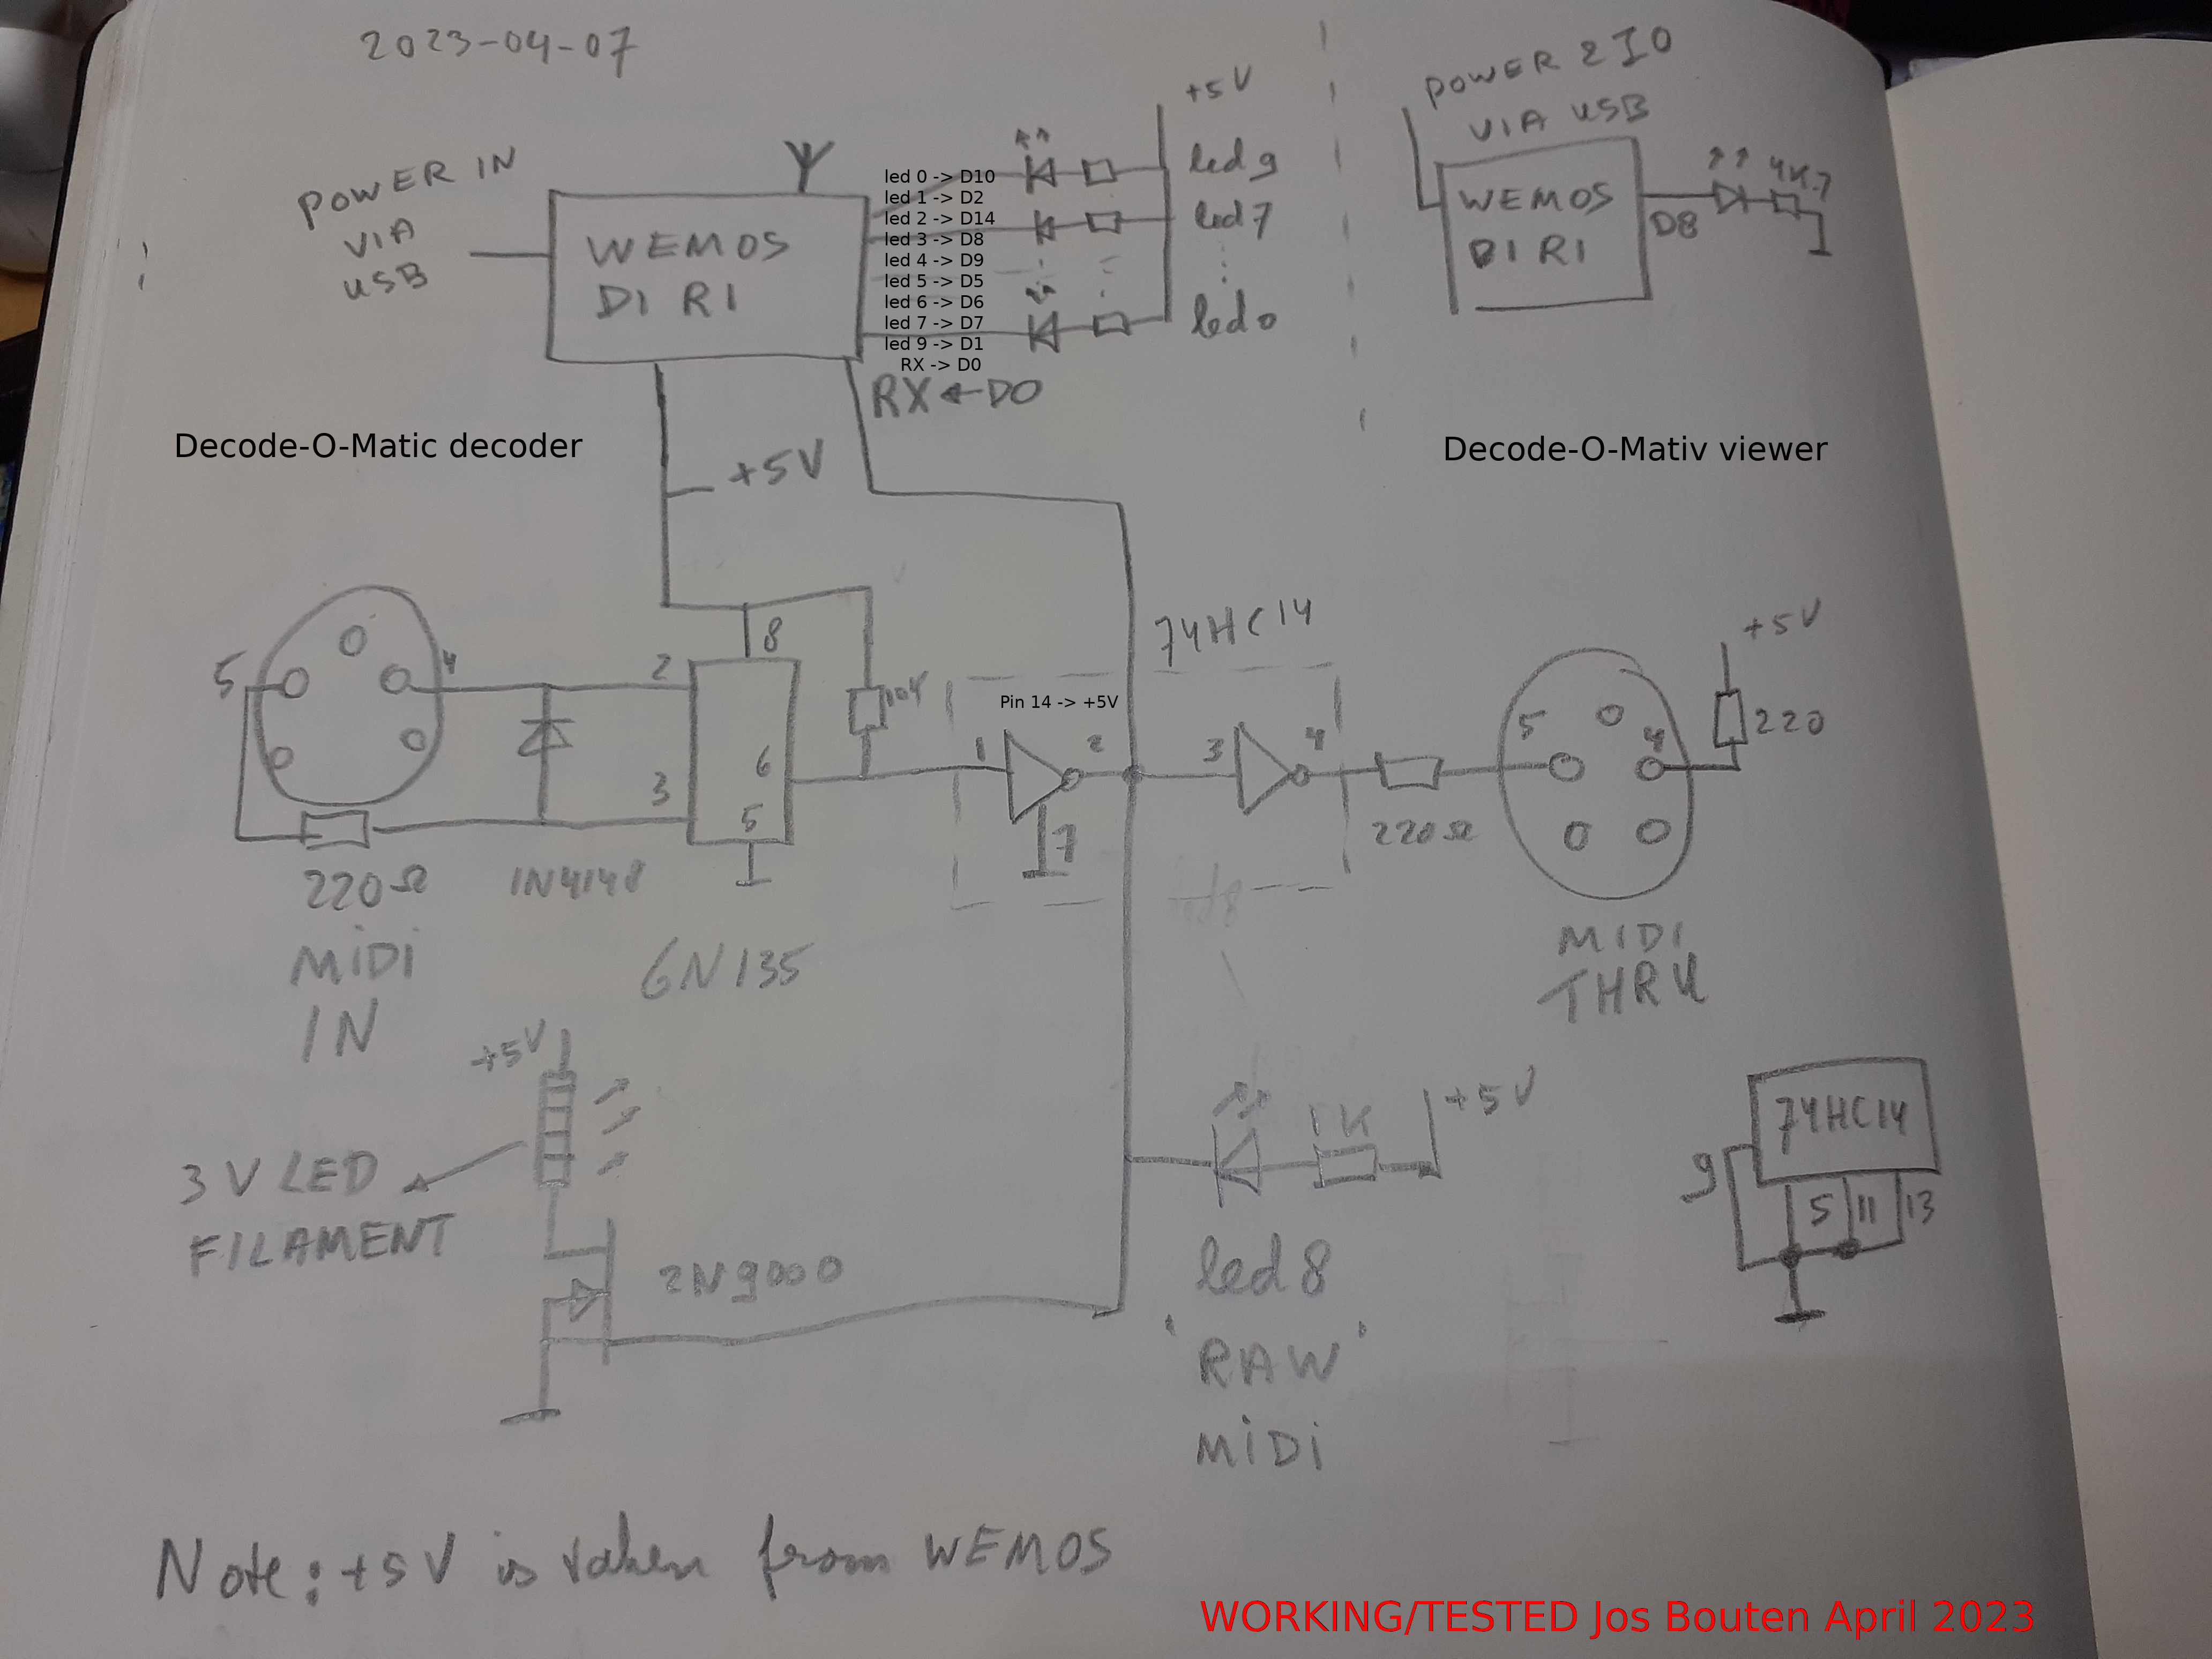 2023-04-07
POWER IN
VIA
USB
WEMOS
D1 R1
led 0 -> D10
led 1 -> D2
led 2 -> D14
led 3 -> D8
led 4 -> D9
led 5 -> D5
led 6 -> D6
led 7 -> D7
led 9 -> D1
RX -> D0
RX ← D0
+5V
led 9
led 7
led 0
POWER 2 IO
VIA USB
WEMOS
D1 R1
D8
4K7
Decode-O-Matic decoder
Decode-O-Mativ viewer
+5V
5
4
2
8
3
6
5
10K
220Ω
1N4148
MIDI
IN
6N135
74HC14
Pin 14 -> +5V
1
2
7
3
4
220Ω
5
4
+5V
220
MIDI
THRU
+5V
3V LED
FILAMENT
2N9000
1K
+5V
led 8
'RAW'
MIDI
74HC14
9
5
11
13
Note: +5V is taken from WEMOS
WORKING/TESTED Jos Bouten April 2023